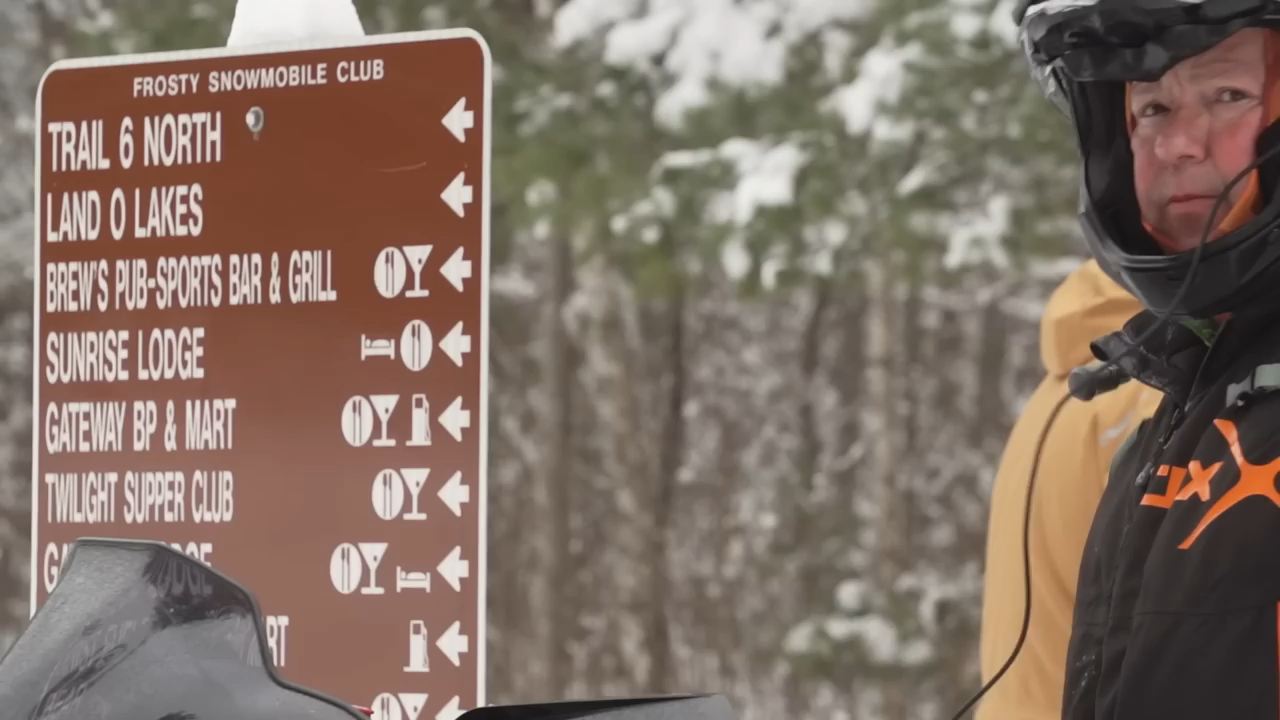 FROSTY SNOWMOBILE CLUB
TRAIL 6 NORTH
LAND O LAKES
BREW'S PUB-SPORTS BAR & GRILL
SUNRISE LODGE
GATEWAY BP & MART
TWILIGHT SUPPER CLUB